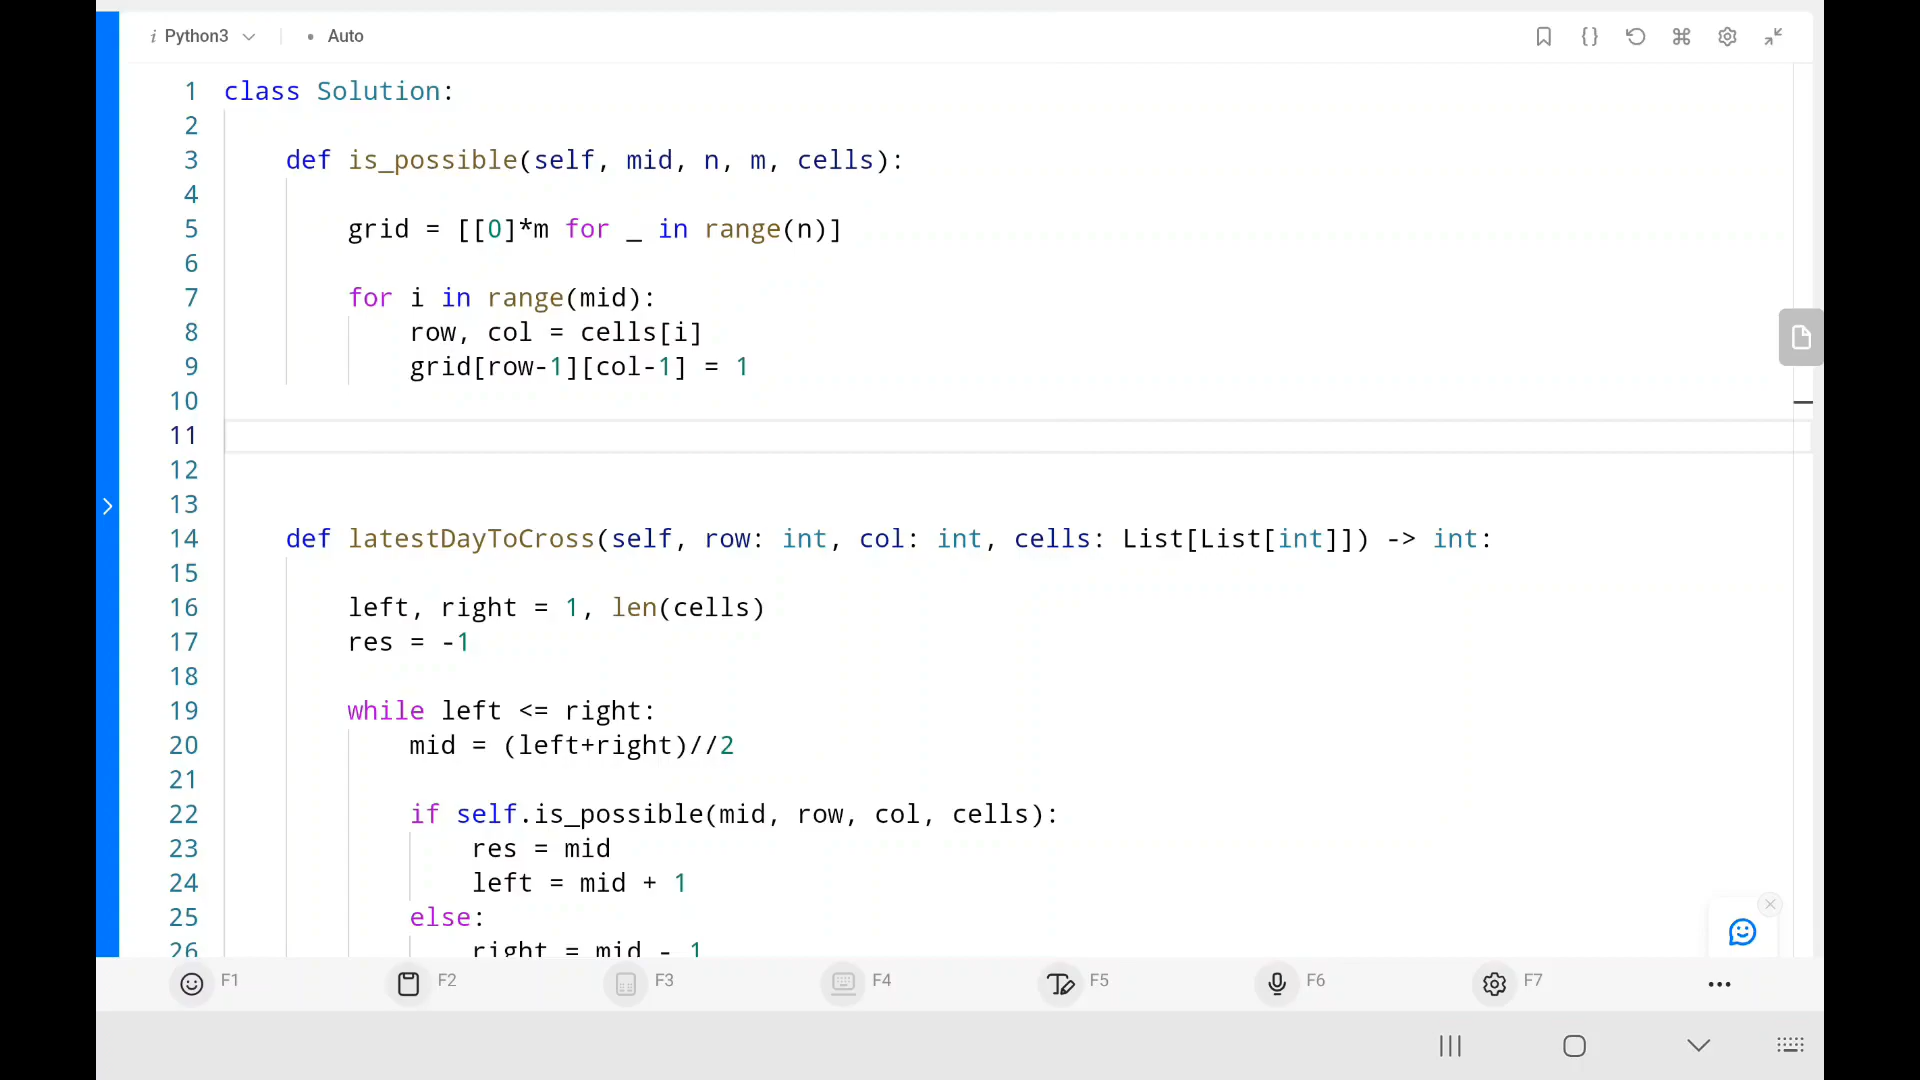 i Python3 • Auto
1 class Solution:
2
3 def is_possible(self, mid, n, m, cells):
4
5 grid = [[0]*m for _ in range(n)]
6
7 for i in range(mid):
8 row, col = cells[i]
9 grid[row-1][col-1] = 1
10
11
12
13
14 def latestDayToCross(self, row: int, col: int, cells: List[List[int]]) -> int:
15
16 left, right = 1, len(cells)
17 res = -1
18
19 while left <= right:
20 mid = (left+right)//2
21
22 if self.is_possible(mid, row, col, cells):
23 res = mid
24 left = mid + 1
25 else:
26 right = mid - 1
F1 F2 F3 F4 F5 F6 F7